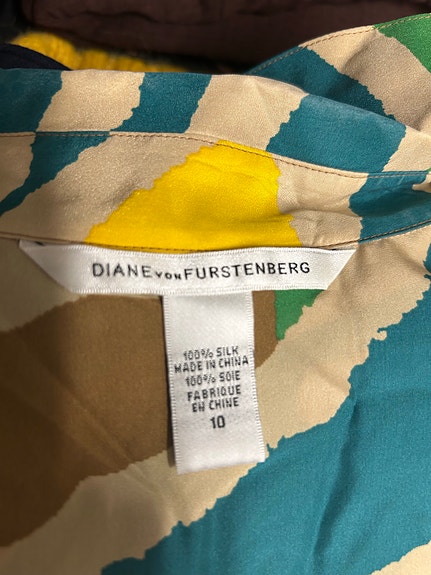 DIANE VON FURSTENBERG
100% SILK
MADE IN CHINA
100% SOIE
FABRIQUE
EN CHINE
10